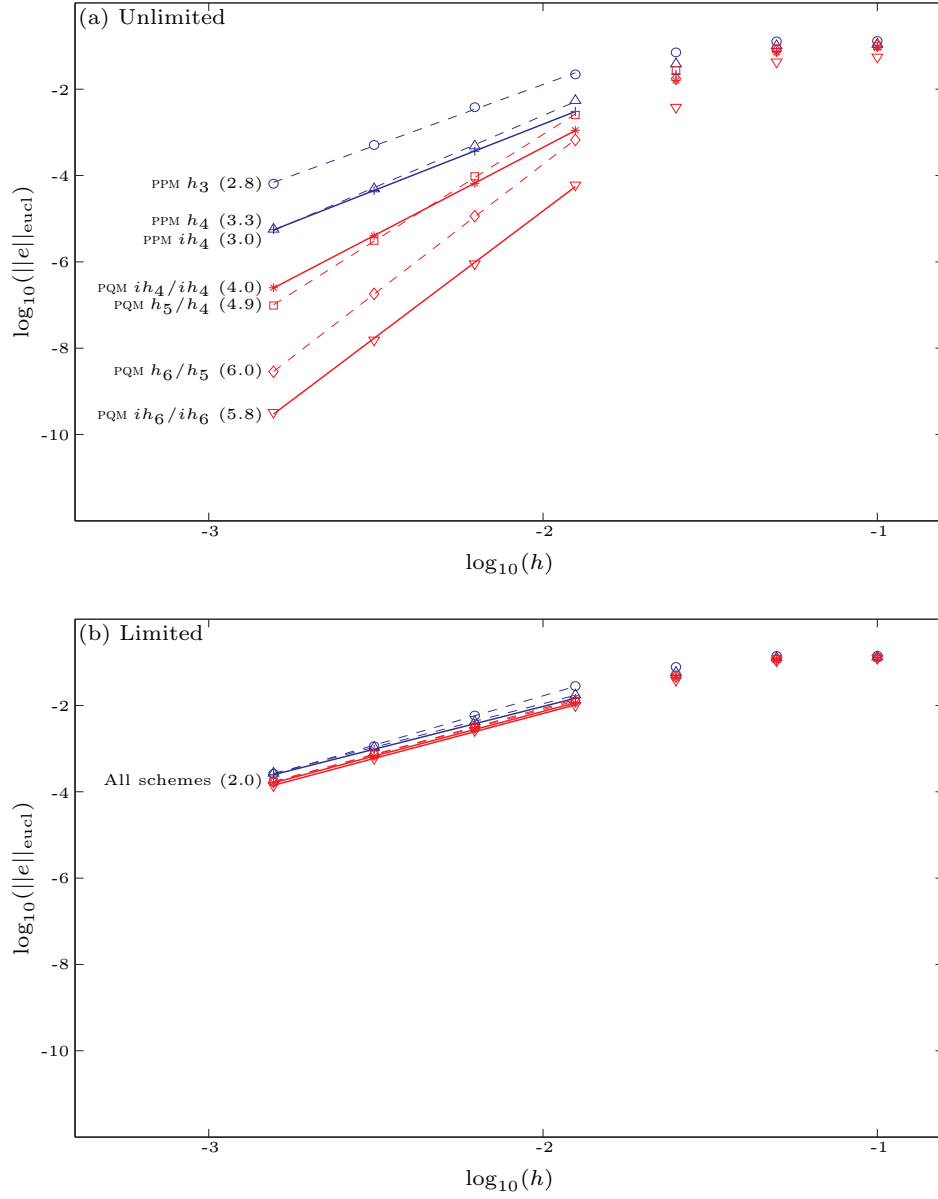 (a) Unlimited
-2
-4
-6
-8
-10
log₁₀(||e||eucl)
PPM h₃ (2.8)
PPM h₄ (3.3)
PPM ih₄ (3.0)
PQM ih₄/ih₄ (4.0)
PQM h₅/h₄ (4.9)
PQM h₆/h₅ (6.0)
PQM ih₆/ih₆ (5.8)
-3 -2 -1
log₁₀(h)
(b) Limited
-2
-4
-6
-8
-10
log₁₀(||e||eucl)
All schemes (2.0)
-3 -2 -1
log₁₀(h)